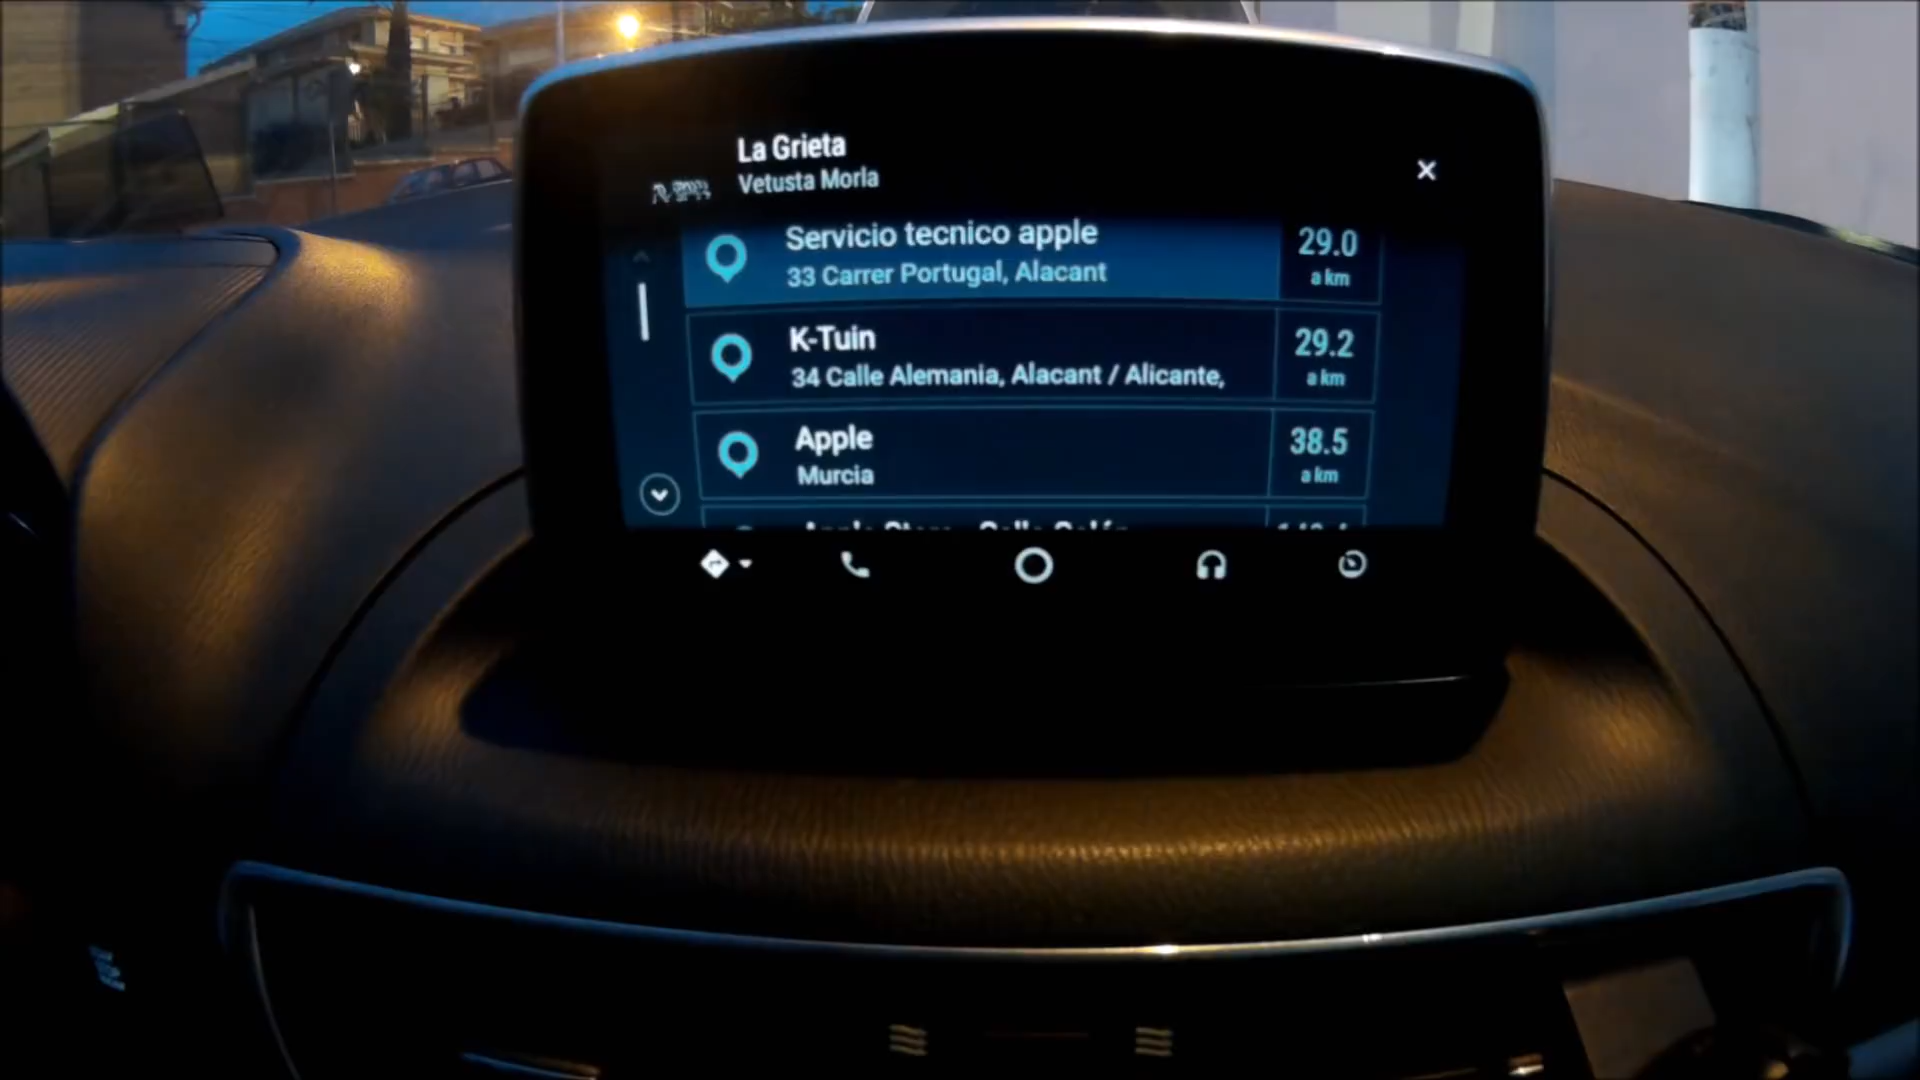 La Grieta
Vetusta Morla
Servicio tecnico apple
33 Carrer Portugal, Alacant
29.0
a km
K-Tuin
34 Calle Alemania, Alacant / Alicante,
29.2
a km
Apple
Murcia
38.5
a km